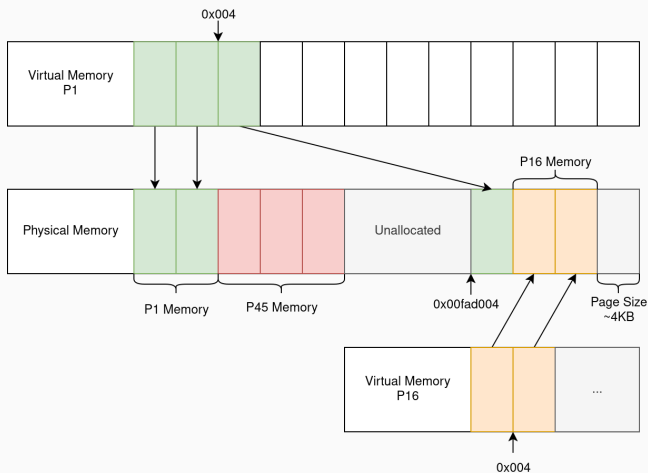 0x004
Virtual Memory
P1
P16 Memory
Physical Memory
Unallocated
P1 Memory
P45 Memory
0x00fad004
Page Size
~4KB
Virtual Memory
P16
...
0x004